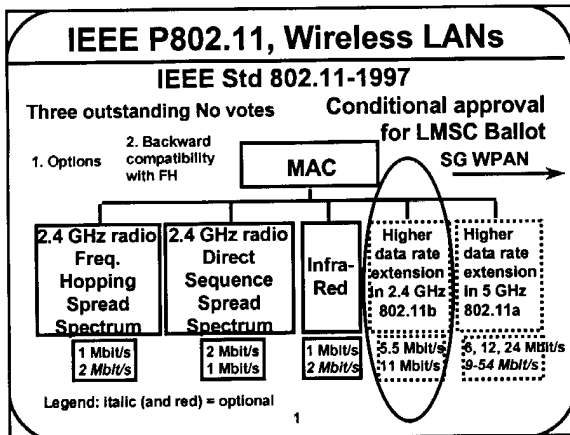 IEEE P802.11, Wireless LANs
IEEE Std 802.11-1997
Three outstanding No votes
Conditional approval
for LMSC Ballot
1. Options
2. Backward
compatibility
with FH
MAC
SG WPAN
2.4 GHz radio
Freq.
Hopping
Spread
Spectrum
2.4 GHz radio
Direct
Sequence
Spread
Spectrum
Infra-
Red
Higher
data rate
extension
in 2.4 GHz
802.11b
Higher
data rate
extension
in 5 GHz
802.11a
1 Mbit/s
2 Mbit/s
2 Mbit/s
1 Mbit/s
1 Mbit/s
2 Mbit/s
5.5 Mbit/s
11 Mbit/s
6, 12, 24 Mbit/s
9-54 Mbit/s
Legend: italic (and red) = optional
1